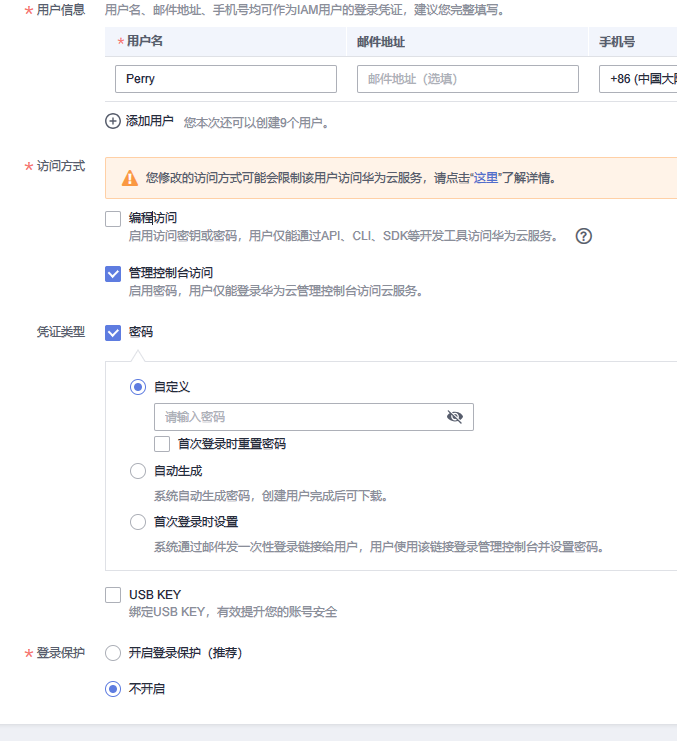 * 用户信息 用户名、邮件地址、手机号均可作为IAM用户的登录凭证，建议您完整填写。
* 用户名 邮件地址 手机号
Perry 邮件地址（选填） +86 (中国大陆
添加用户 您本次还可以创建9个用户。
* 访问方式 您修改的访问方式可能会限制该用户访问华为云服务，请点击“这里”了解详情。
编程访问
启用访问密钥或密码，用户仅能通过API、CLI、SDK等开发工具访问华为云服务。 ?
管理控制台访问
启用密码，用户仅能登录华为云管理控制台访问云服务。
凭证类型 密码
自定义
请输入密码
首次登录时重置密码
自动生成
系统自动生成密码，创建用户完成后可下载。
首次登录时设置
系统通过邮件发一次性登录链接给用户，用户使用该链接登录管理控制台并设置密码。
USB KEY
绑定USB KEY，有效提升您的账号安全
* 登录保护 开启登录保护（推荐）
不开启